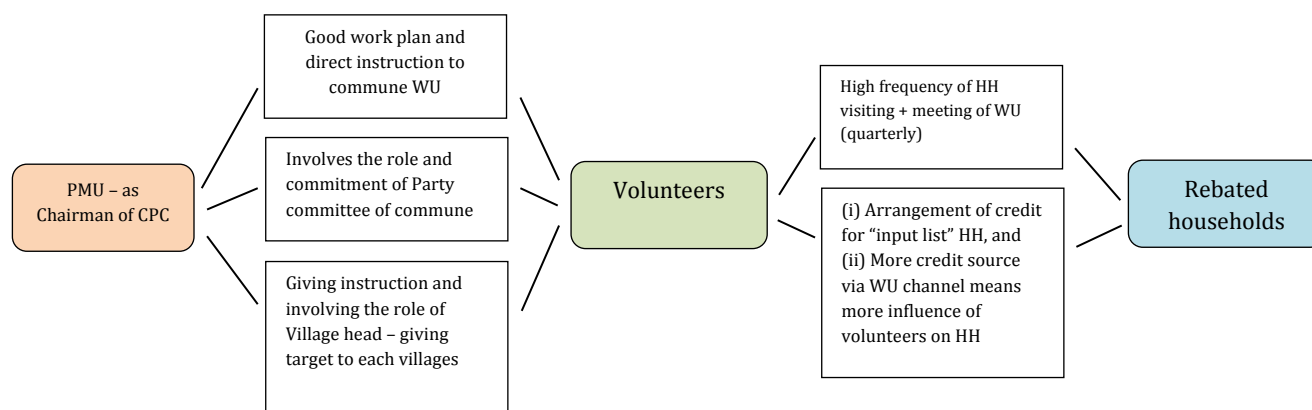 PMU – as
Chairman of CPC
Good work plan and
direct instruction to
commune WU
Involves the role and
commitment of Party
committee of commune
Giving instruction and
involving the role of
Village head – giving
target to each villages
Volunteers
High frequency of HH
visiting + meeting of WU
(quarterly)
(i) Arrangement of credit
for “input list” HH, and
(ii) More credit source
via WU channel means
more influence of
volunteers on HH
Rebated
households